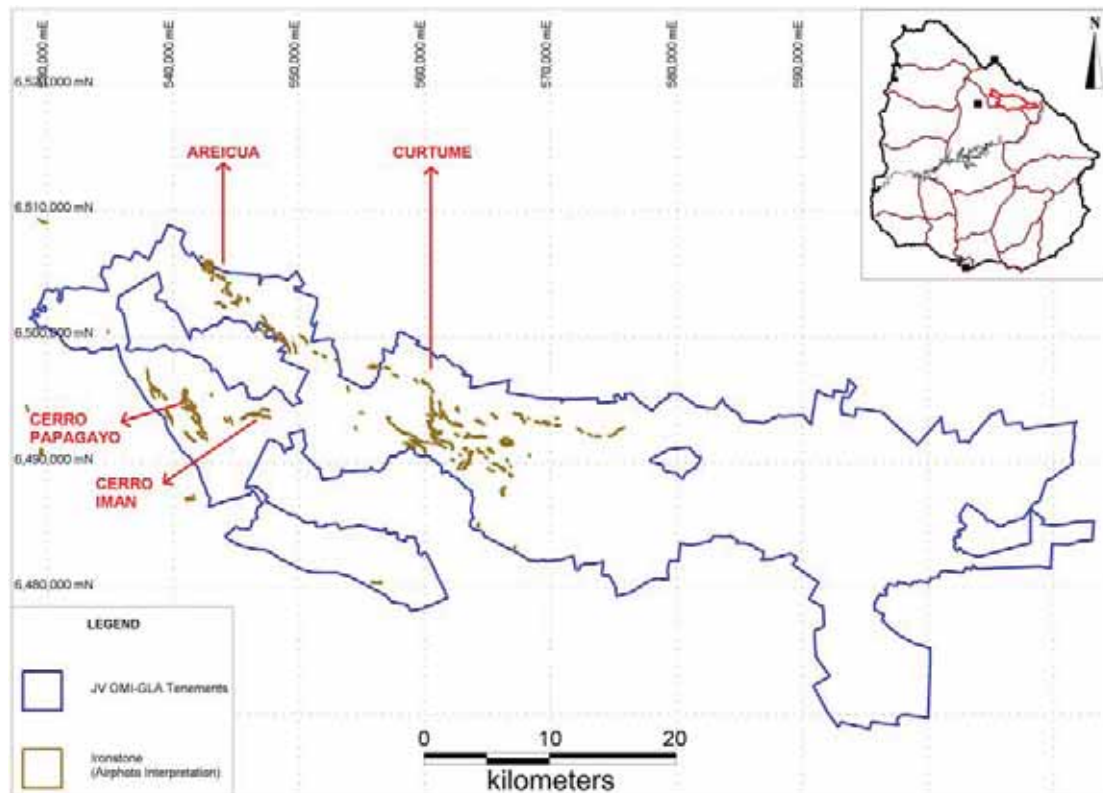 530,000 mE
540,000 mE
550,000 mE
560,000 mE
570,000 mE
580,000 mE
590,000 mE
N
6,520,000 mN
AREICUA
CURTUME
6,510,000 mN
6,500,000 mN
CERRO
PAPAGAYO
6,490,000 mN
CERRO
IMAN
6,480,000 mN
LEGEND
JV OMI-GLA Tenements
Ironstone
(Airphoto Interpretation)
0 10 20
kilometers